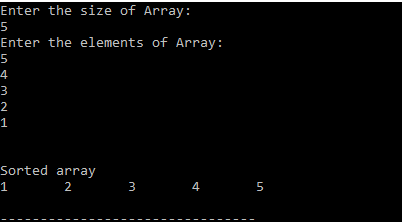 Enter the size of Array:
5
Enter the elements of Array:
5
4
3
2
1
Sorted array
1 2 3 4 5
--------------------------------